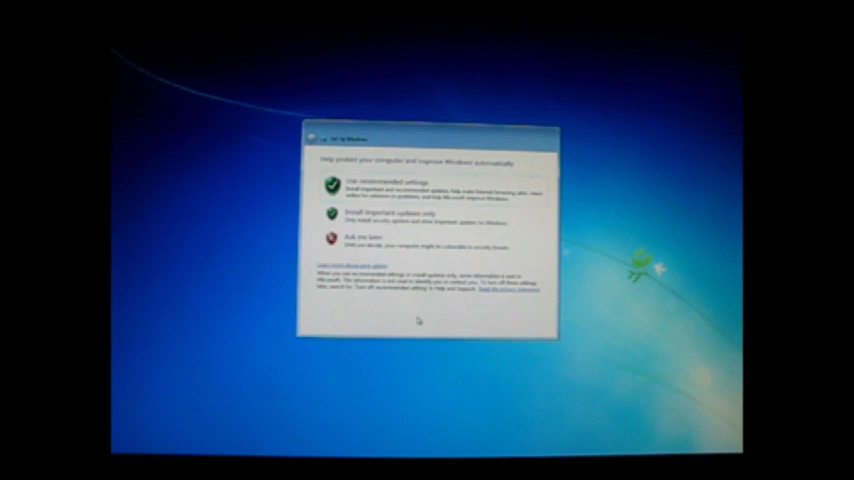 Set Up Windows
Help protect your computer and improve Windows automatically
Use recommended settings
Install important and recommended updates, help make Internet browsing safer, check
online for solutions to problems, and help Microsoft improve Windows.
Install important updates only
Only install security updates and other important updates for Windows.
Ask me later
Until you decide, your computer might be vulnerable to security threats.
Learn more about each option
When you use recommended settings or install updates only, some information is sent to
Microsoft. The information is not used to identify you or contact you. To turn off these settings
later, search for "Turn off recommended settings" in Help and Support. Read the privacy statement